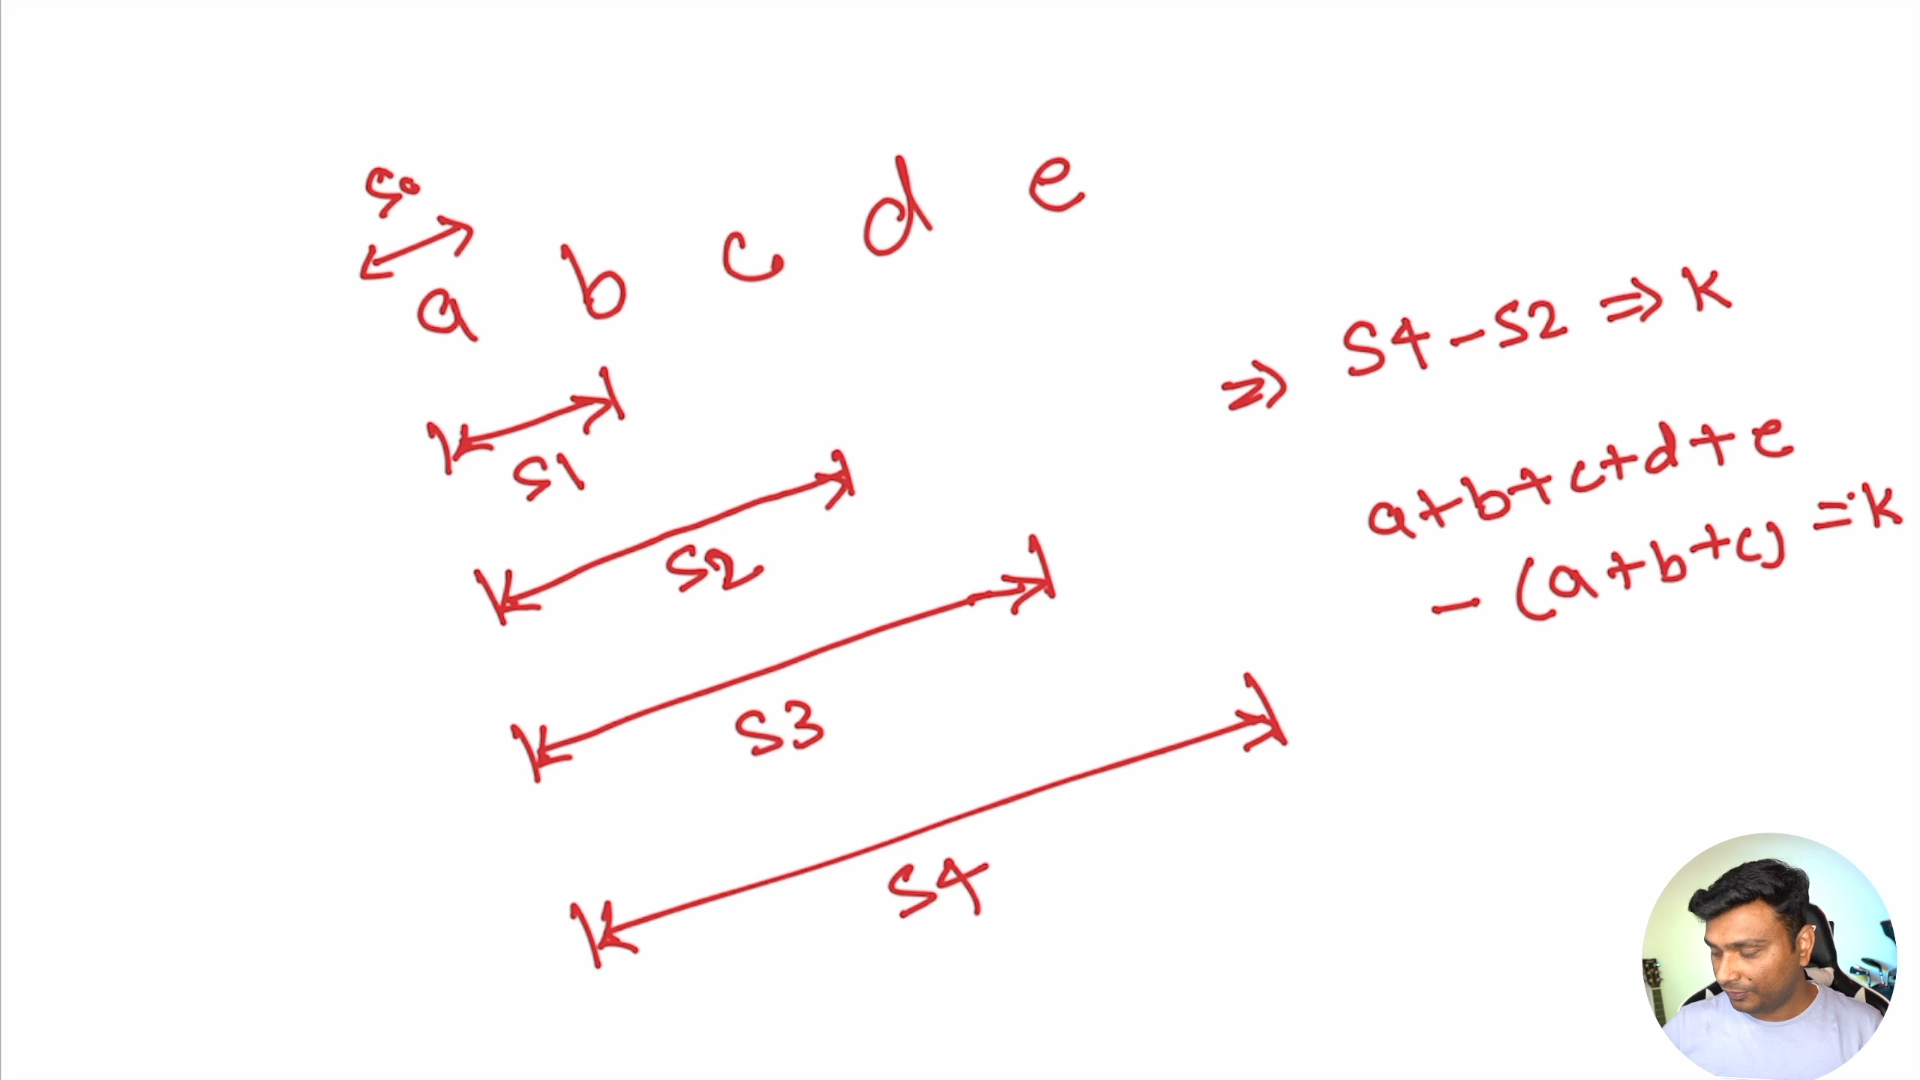 S0
a b c d e
S1
S2
S3
S4
⇒ S4-S2 ⇒ K
a+b+c+d+e
- (a+b+c) = K